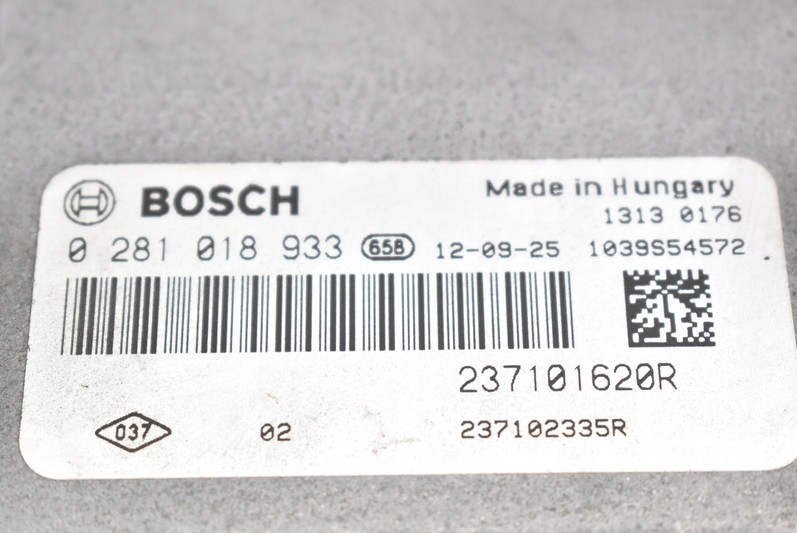 BOSCH
Made in Hungary
1313 0176
0 281 018 933 658 12-09-25 1039S54572
237101620R
037 02 237102335R